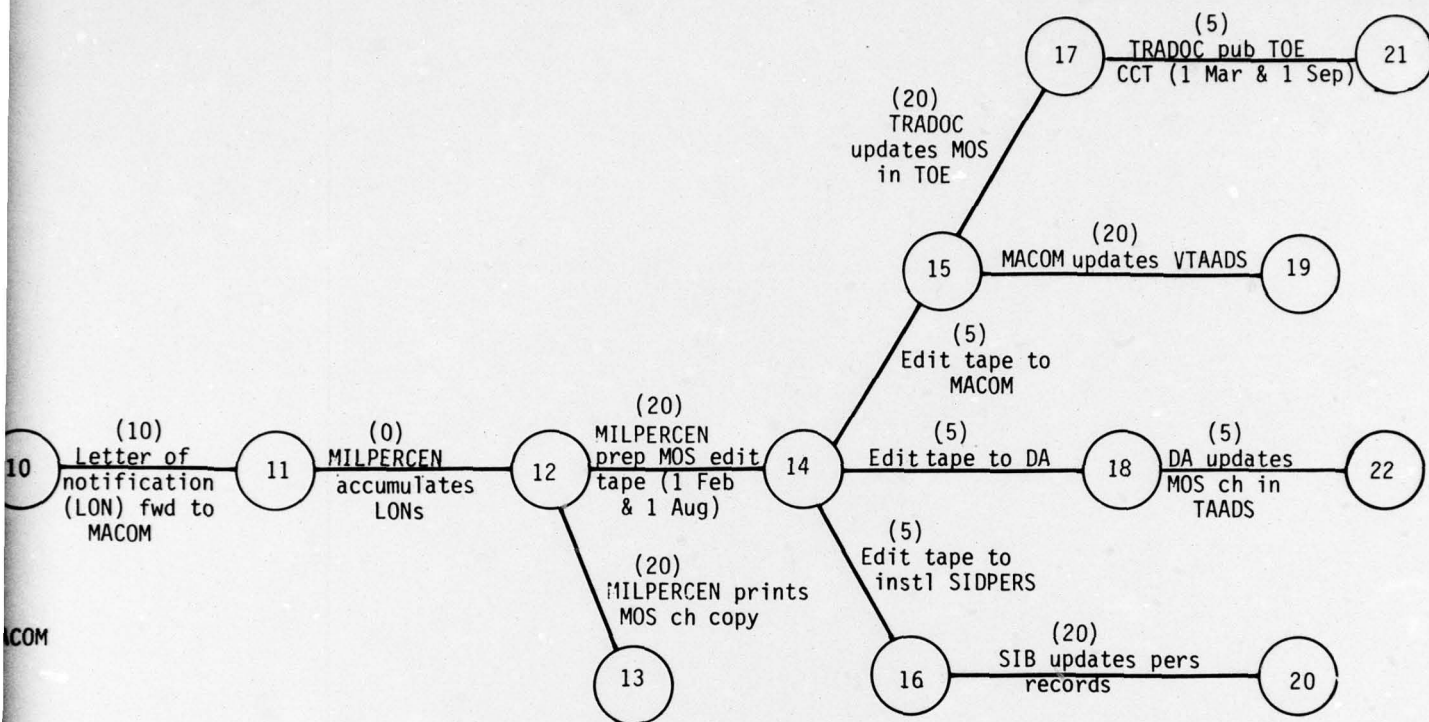 (5)
17
TRADOC pub TOE
21
CCT (1 Mar & 1 Sep)
(20)
TRADOC
updates MOS
in TOE
(20)
15
MACOM updates VTAADS
19
(5)
Edit tape to
MACOM
10
(10)
Letter of
notification
(LON) fwd to
MACOM
11
(0)
MILPERCEN
accumulates
LONs
12
(20)
MILPERCEN
prep MOS edit
tape (1 Feb
& 1 Aug)
14
(5)
Edit tape to DA
18
(5)
DA updates
MOS ch in
TAADS
22
(5)
Edit tape to
instl SIDPERS
(20)
MILPERCEN prints
MOS ch copy
13
16
(20)
SIB updates pers
records
20
ACOM